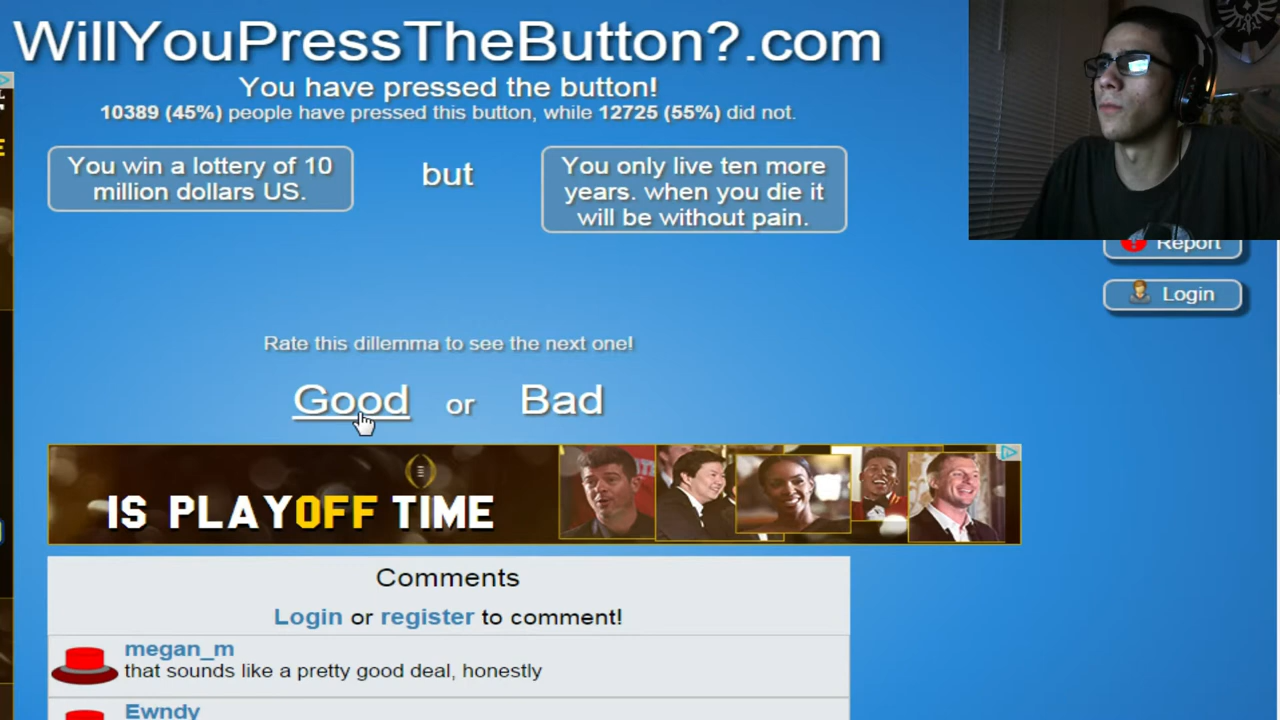 WillYouPressTheButton?.com
You have pressed the button!
10389 (45%) people have pressed this button, while 12725 (55%) did not.
You win a lottery of 10
million dollars US.
but
You only live ten more
years. when you die it
will be without pain.
Report
Login
Rate this dillemma to see the next one!
Good or Bad
IS PLAYOFF TIME
Comments
Login or register to comment!
megan_m
that sounds like a pretty good deal, honestly
Ewndy